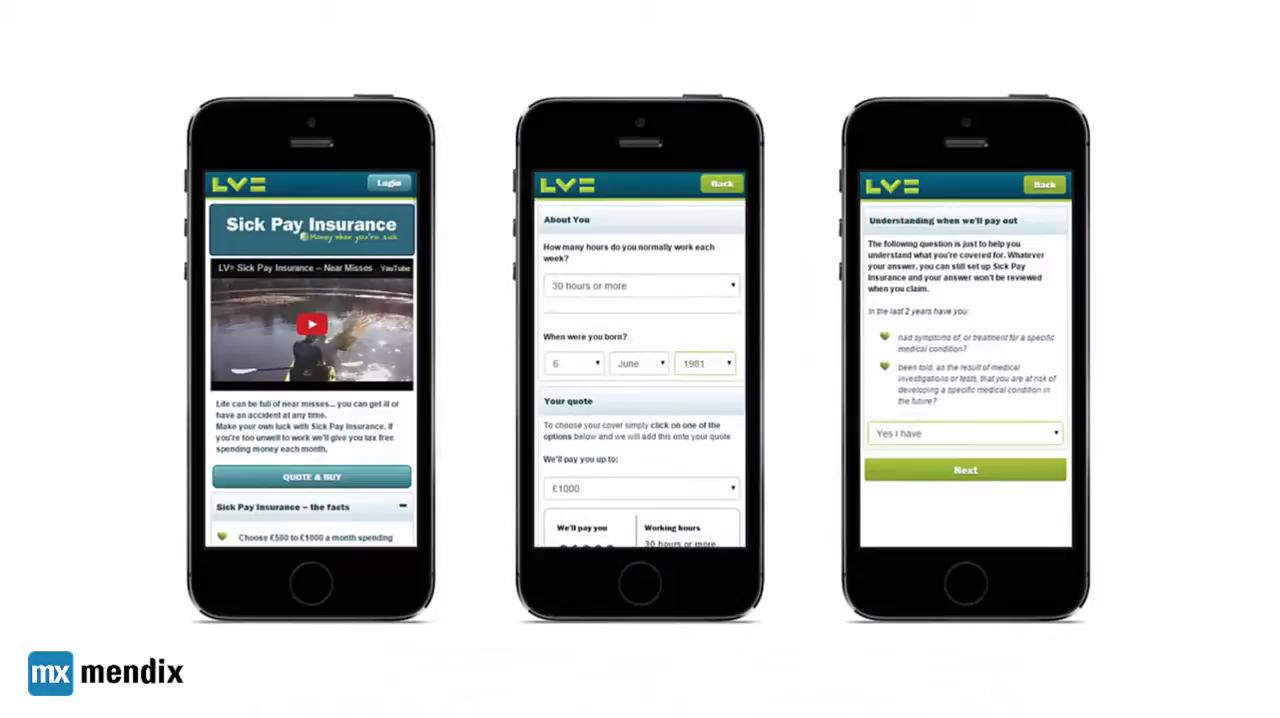 LV=
Login
Sick Pay Insurance
Money when you're sick
LV= Sick Pay Insurance – Near Misses
YouTube
Life can be full of near misses... you can get ill or
have an accident at any time.
Make your own luck with Sick Pay Insurance. If
you're too unwell to work we'll give you tax free
spending money each month.
QUOTE & BUY
Sick Pay Insurance – the facts
Choose £500 to £1000 a month spending
LV=
Back
About You
How many hours do you normally work each
week?
30 hours or more
When were you born?
6
June
1981
Your quote
To choose your cover simply click on one of the
options below and we will add this onto your quote
We'll pay you up to:
£1000
We'll pay you
Working hours
30 hours or more
LV=
Back
Understanding when we'll pay out
The following question is just to help you
understand what you're covered for. Whatever
your answer, you can still set up Sick Pay
Insurance and your answer won't be reviewed
when you claim.
In the last 2 years have you:
had symptoms of, or treatment for a specific
medical condition?
been told, as the result of medical
investigations or tests, that you are at risk of
developing a specific medical condition in
the future?
Yes I have
Next
mx mendix